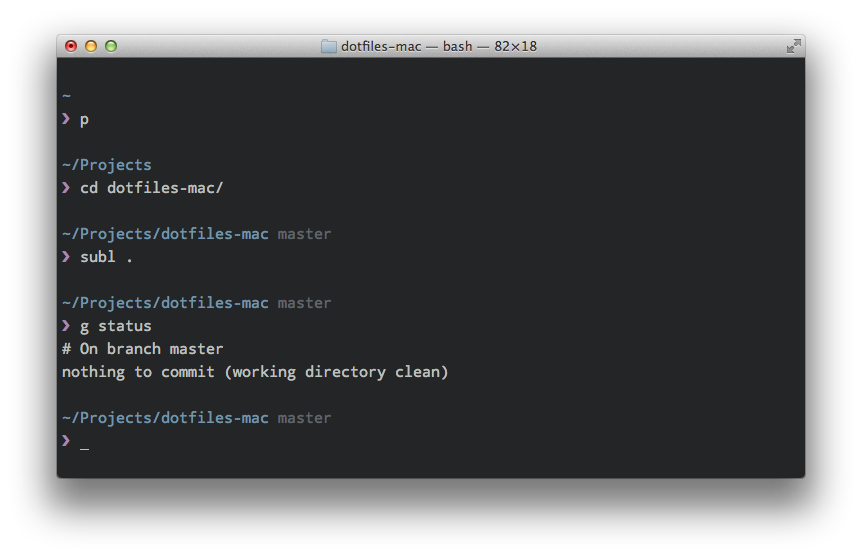 dotfiles-mac — bash — 82×18
~
❯ p
~/Projects
❯ cd dotfiles-mac/
~/Projects/dotfiles-mac master
❯ subl .
~/Projects/dotfiles-mac master
❯ g status
# On branch master
nothing to commit (working directory clean)
~/Projects/dotfiles-mac master
❯ _